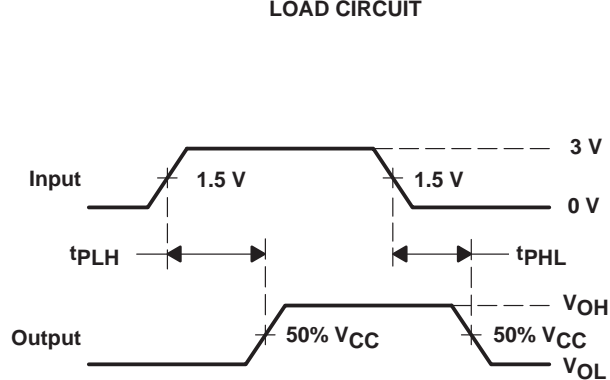 LOAD CIRCUIT
3 V
Input
1.5 V
1.5 V
0 V
tPLH
tPHL
VOH
Output
50% VCC
50% VCC
VOL